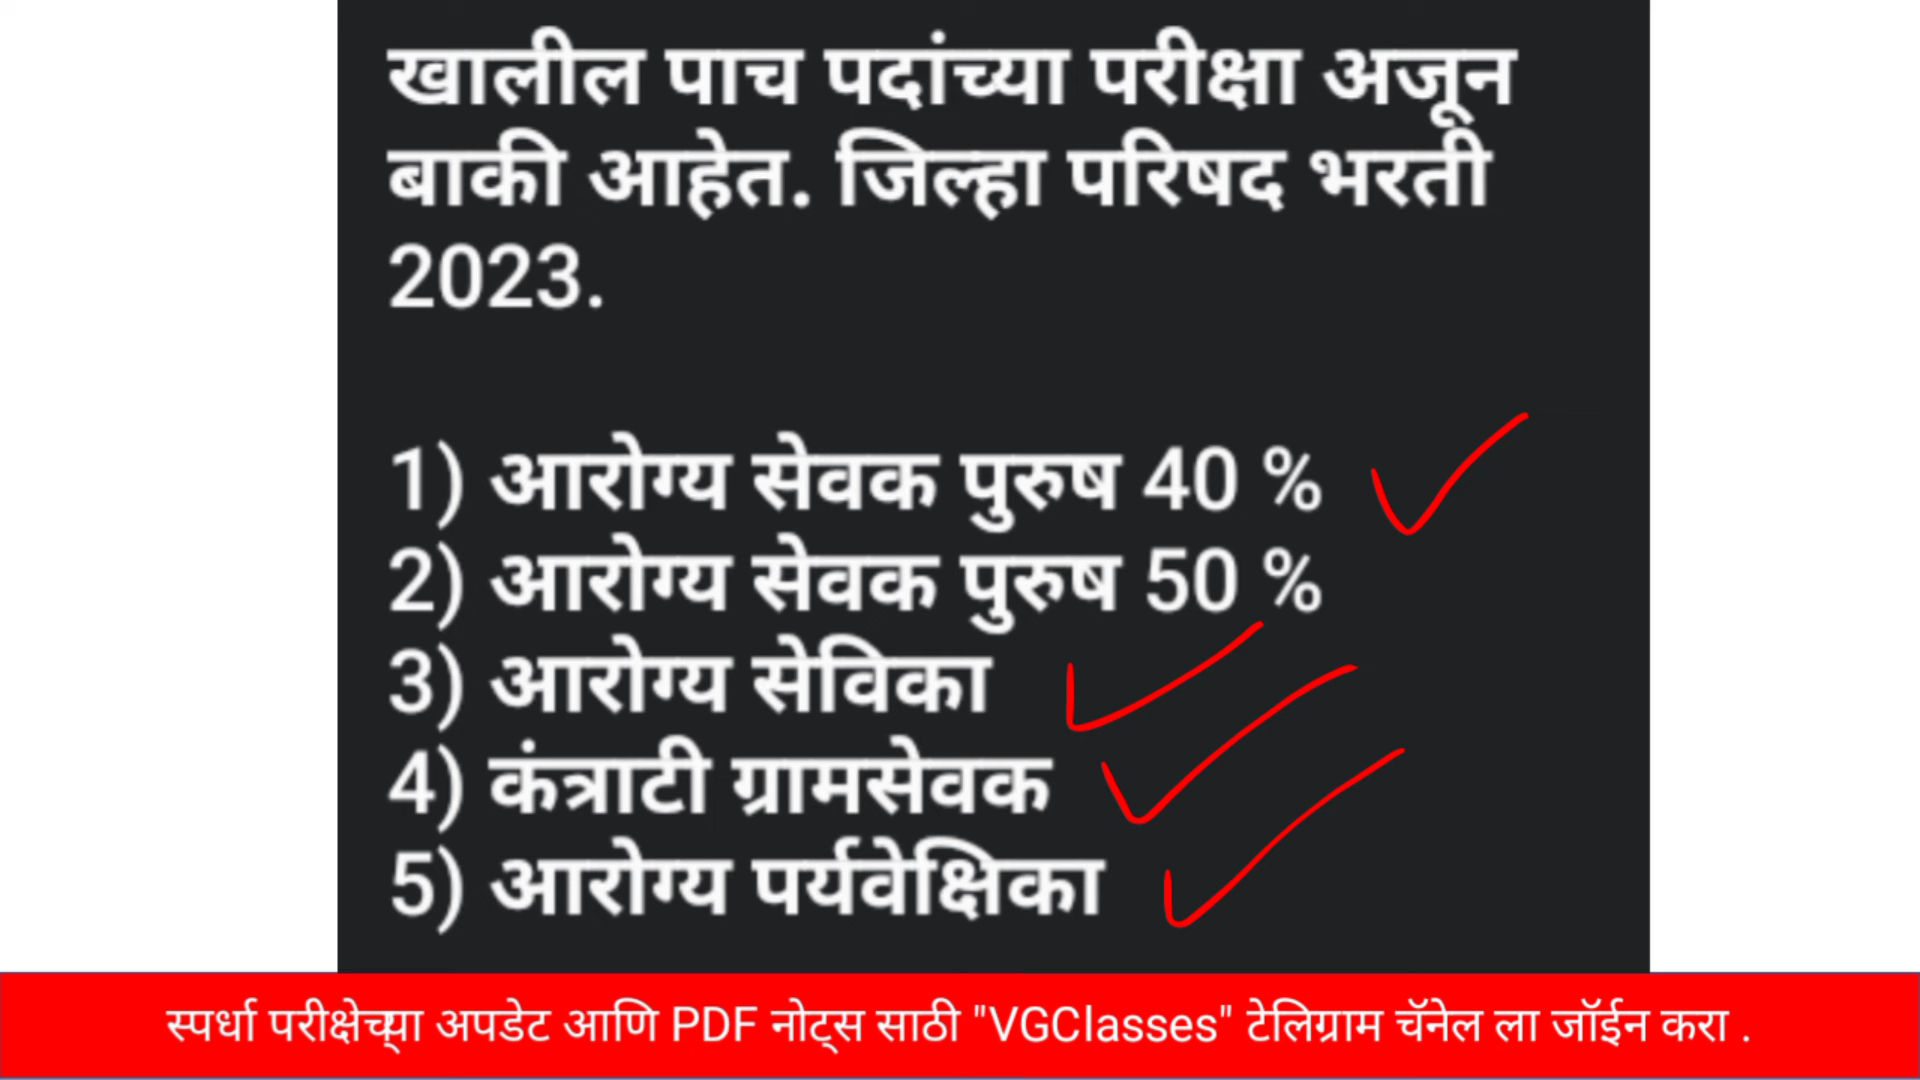 खालील पाच पदांच्या परीक्षा अजून
बाकी आहेत. जिल्हा परिषद भरती
2023.
1) आरोग्य सेवक पुरुष 40 %
2) आरोग्य सेवक पुरुष 50 %
3) आरोग्य सेविका
4) कंत्राटी ग्रामसेवक
5) आरोग्य पर्यवेक्षिका
स्पर्धा परीक्षेच्या अपडेट आणि PDF नोट्स साठी "VGClasses" टेलिग्राम चॅनेल ला जॉईन करा .